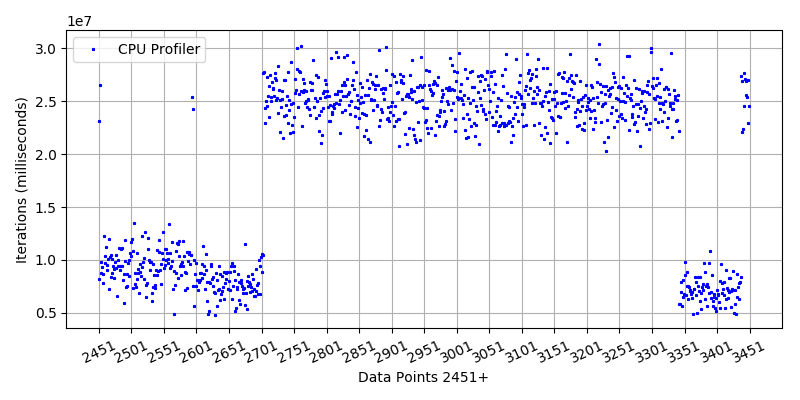 1e7
CPU Profiler
3.0
2.5
2.0
1.5
1.0
0.5
Iterations (milliseconds)
2451 2501 2551 2601 2651 2701 2751 2801 2851 2901 2951 3001 3051 3101 3151 3201 3251 3301 3351 3401 3451
Data Points 2451+